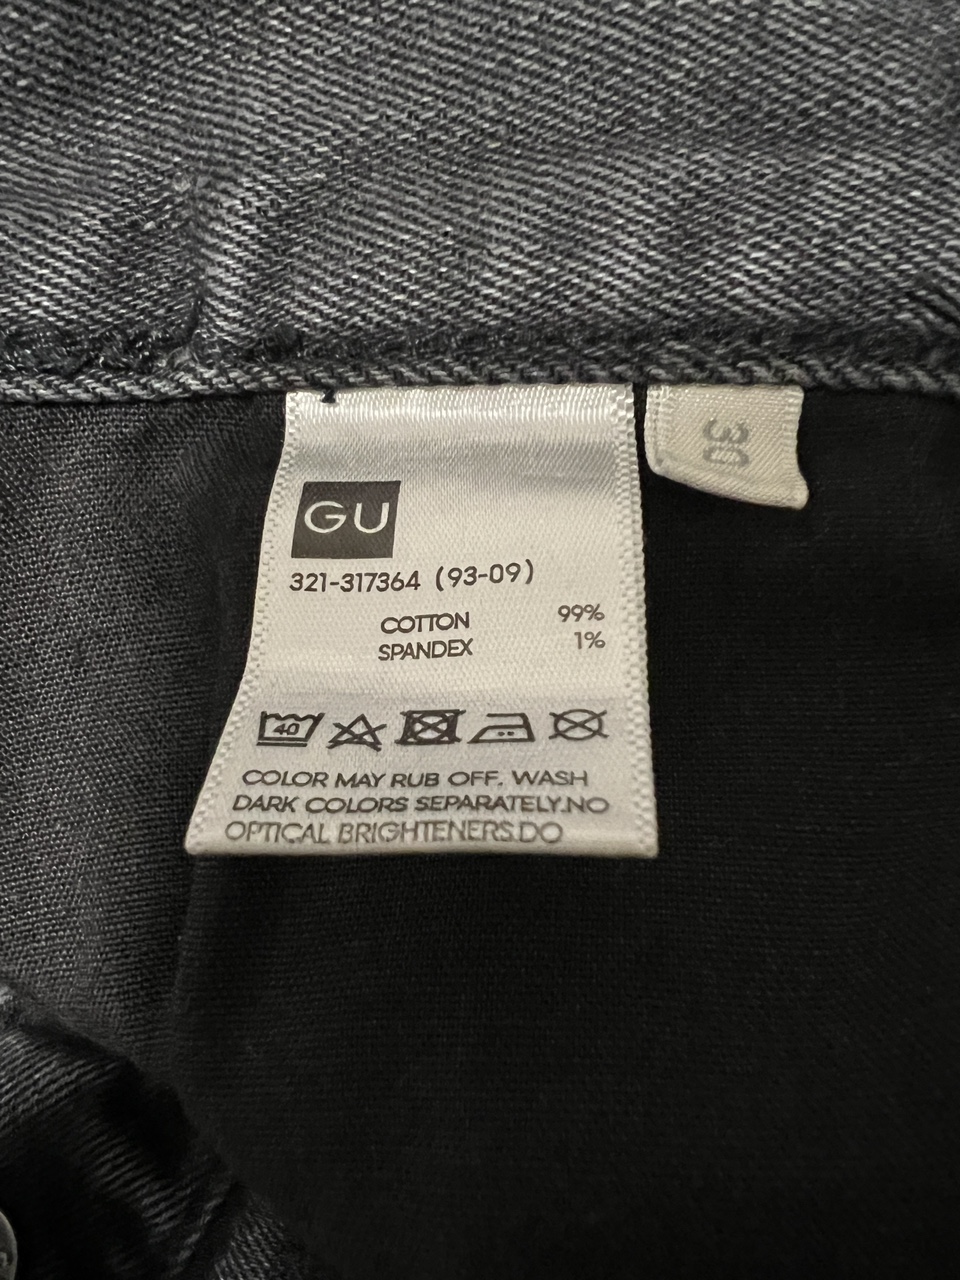 GU
321-317364 (93-09)
COTTON 99%
SPANDEX 1%
40
COLOR MAY RUB OFF. WASH
DARK COLORS SEPARATELY.NO
OPTICAL BRIGHTENERS.DO
30